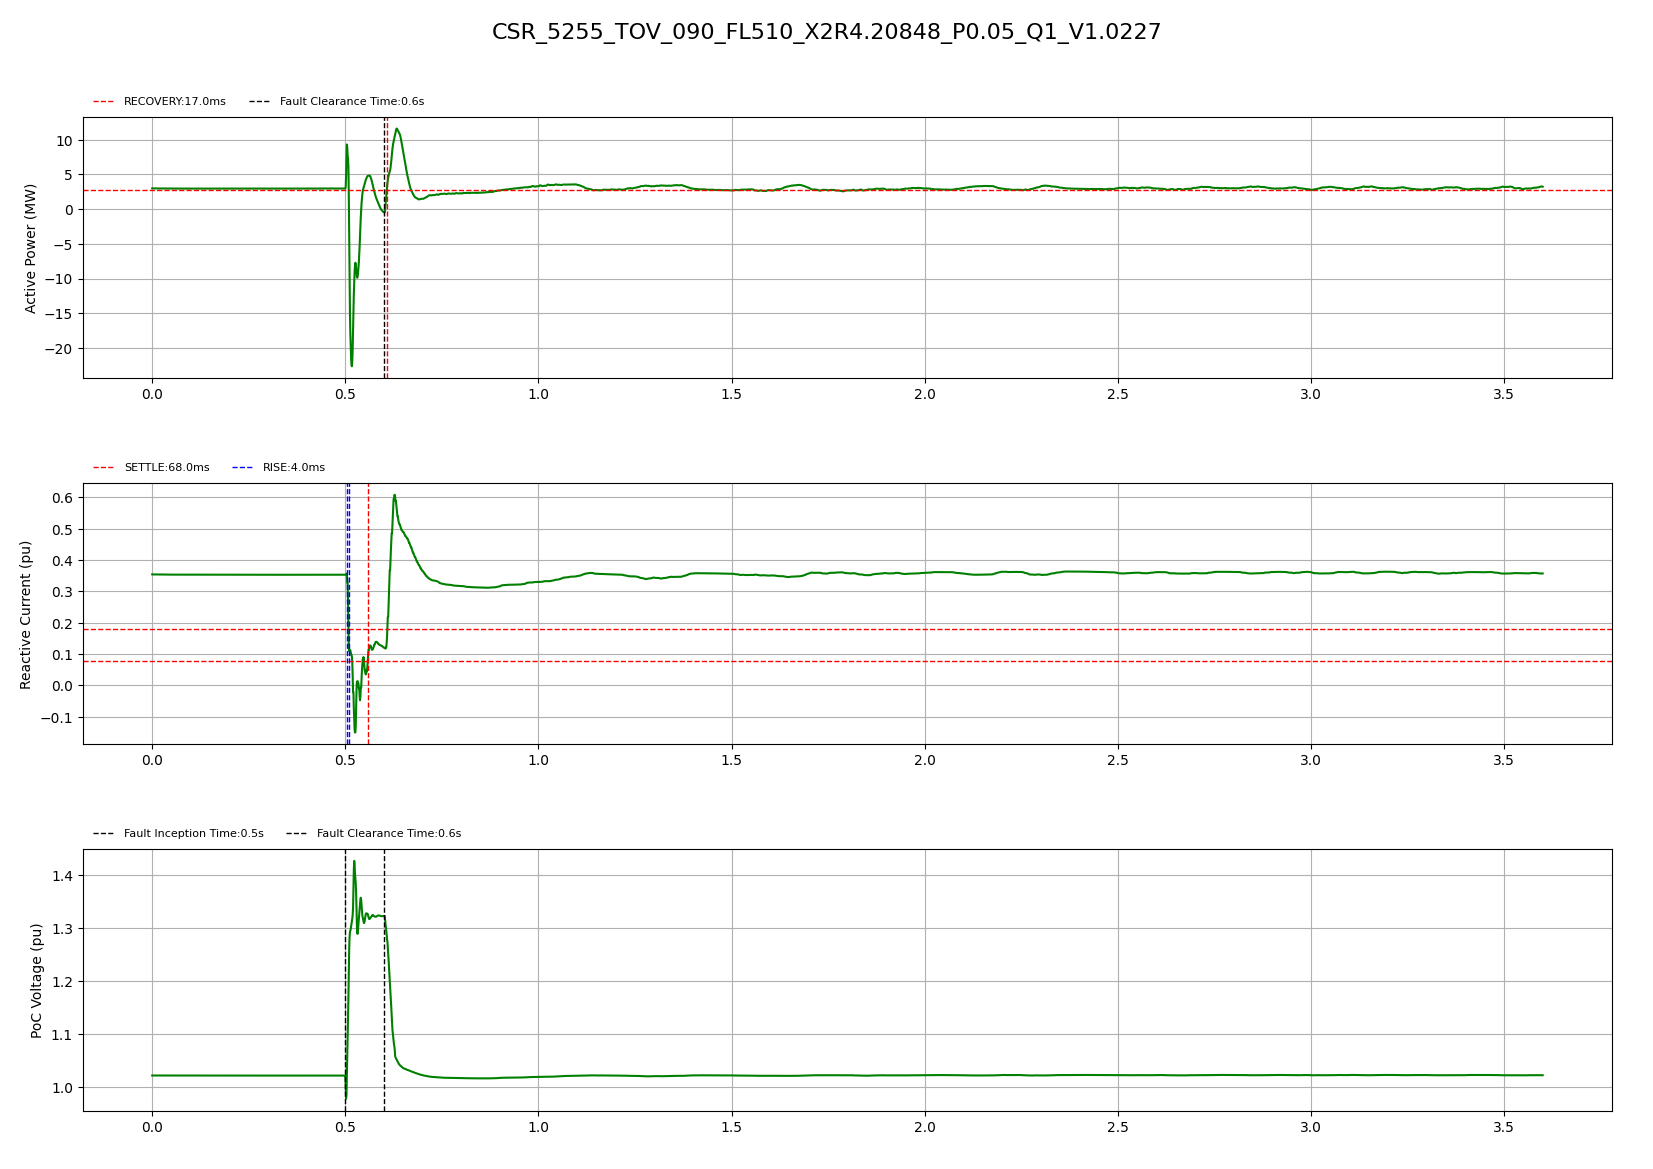 CSR_5255_TOV_090_FL510_X2R4.20848_P0.05_Q1_V1.0227
RECOVERY:17.0ms Fault Clearance Time:0.6s
Active Power (MW)
10
5
0
−5
−10
−15
−20
0.0 0.5 1.0 1.5 2.0 2.5 3.0 3.5
SETTLE:68.0ms RISE:4.0ms
Reactive Current (pu)
0.6
0.5
0.4
0.3
0.2
0.1
0.0
−0.1
0.0 0.5 1.0 1.5 2.0 2.5 3.0 3.5
Fault Inception Time:0.5s Fault Clearance Time:0.6s
PoC Voltage (pu)
1.4
1.3
1.2
1.1
1.0
0.0 0.5 1.0 1.5 2.0 2.5 3.0 3.5